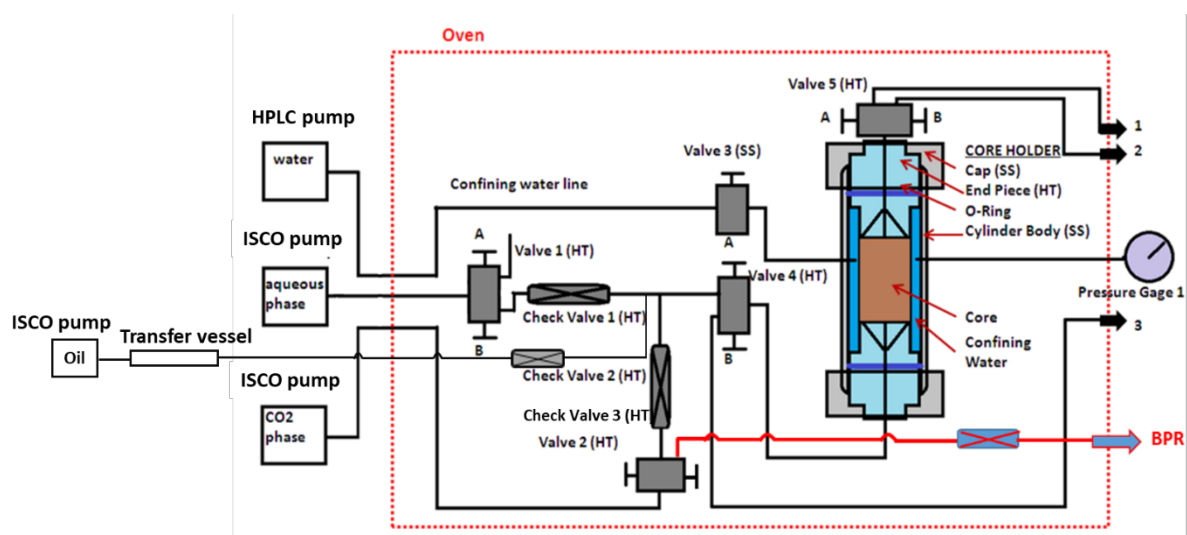 Oven
Valve 5 (HT)
HPLC pump
A
B
1
water
Valve 3 (SS)
2
CORE HOLDER
Cap (SS)
Confining water line
End Piece (HT)
O-Ring
ISCO pump
A
Valve 1 (HT)
A
Cylinder Body (SS)
Valve 4 (HT)
aqueous
phase
Pressure Gage 1
ISCO pump
Transfer vessel
Check Valve 1 (HT)
Core
3
Oil
B
B
Confining
Water
ISCO pump
Check Valve 2 (HT)
CO2
phase
Check Valve 3 (HT
Valve 2 (HT)
BPR